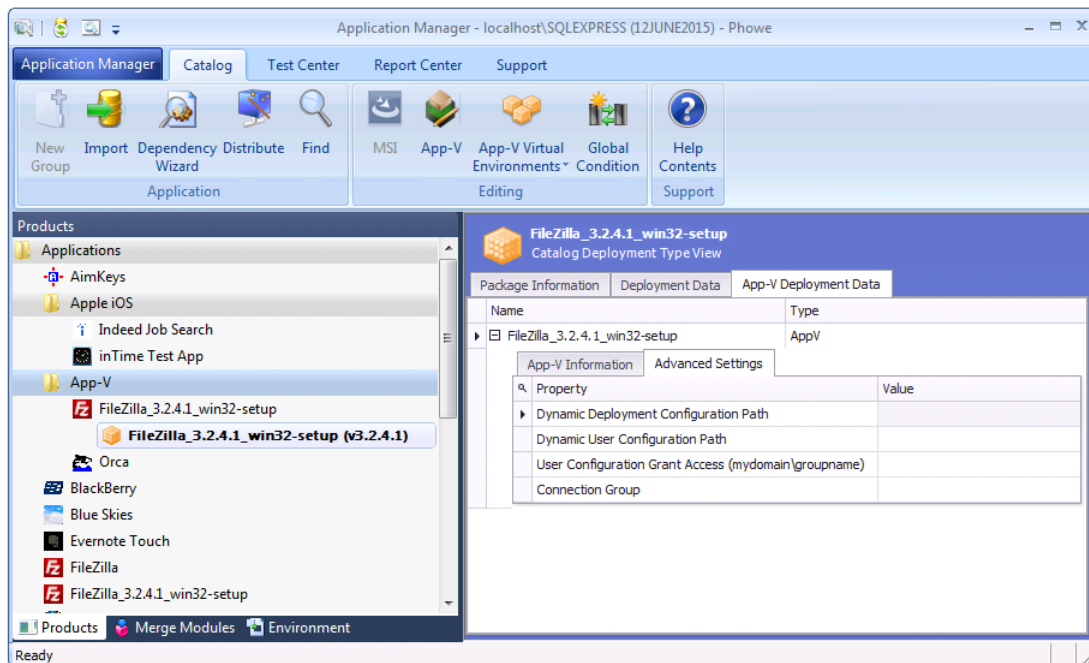 Application Manager - localhost\SQLEXPRESS (12JUNE2015) - Phowe
Application Manager Catalog Test Center Report Center Support
New Group Import Dependency Wizard Distribute Find MSI App-V App-V Virtual Environments Global Condition Help Contents
Application Editing Support
Products
Applications
AimKeys
Apple iOS
Indeed Job Search
inTime Test App
App-V
FileZilla_3.2.4.1_win32-setup
FileZilla_3.2.4.1_win32-setup (v3.2.4.1)
Orca
BlackBerry
Blue Skies
Evernote Touch
FileZilla
FileZilla_3.2.4.1_win32-setup
Products Merge Modules Environment
FileZilla_3.2.4.1_win32-setup
Catalog Deployment Type View
Package Information Deployment Data App-V Deployment Data
Name Type
FileZilla_3.2.4.1_win32-setup AppV
App-V Information Advanced Settings
Property Value
Dynamic Deployment Configuration Path
Dynamic User Configuration Path
User Configuration Grant Access (mydomain\groupname)
Connection Group
Ready